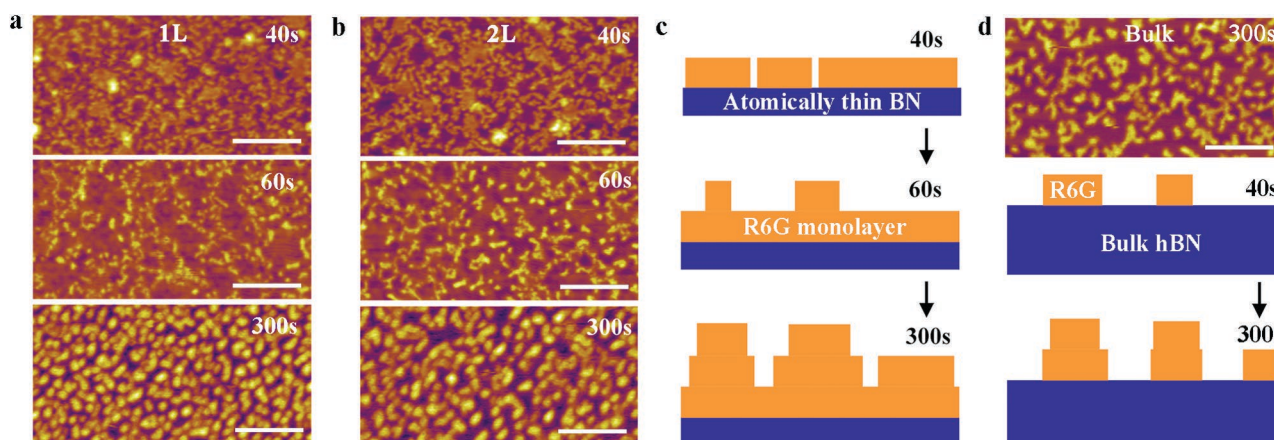 a
1L
40s
60s
300s
b
2L
40s
60s
300s
c
40s
Atomically thin BN
60s
R6G monolayer
300s
d
Bulk
300s
R6G
40s
Bulk hBN
300